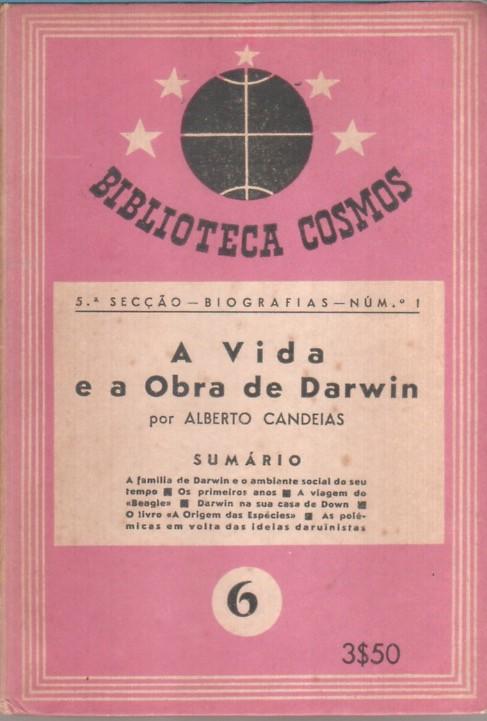 BIBLIOTECA COSMOS
5.ª SECÇÃO — BIOGRAFIAS — NÚM.º 1
A Vida
e a Obra de Darwin
por ALBERTO CANDEIAS
SUMÁRIO
A família de Darwin e o ambiente social do seu
tempo ■ Os primeiros anos ■ A viagem do
«Beagle» ■ Darwin na sua casa de Down ■
O livro «A Origem das Espécies» ■ As polé-
micas em volta das ideias daruinistas
6
3$50